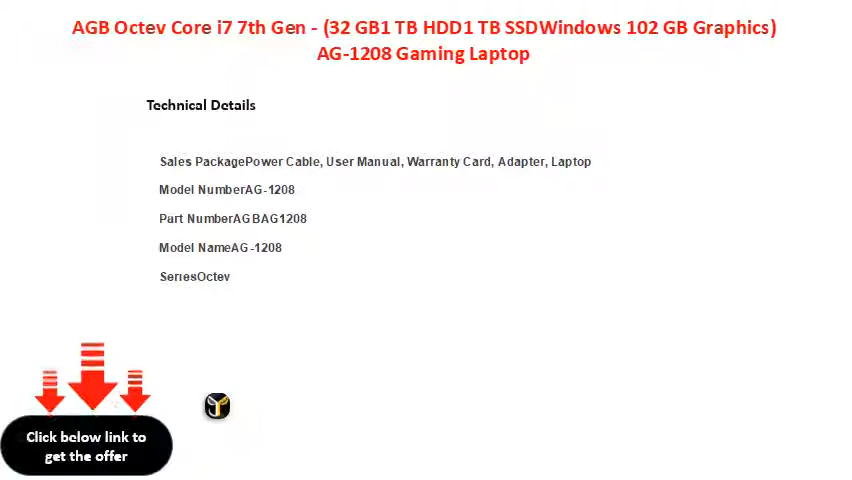 AGB Octev Core i7 7th Gen - (32 GB1 TB HDD1 TB SSDWindows 102 GB Graphics)
AG-1208 Gaming Laptop
Technical Details
Sales PackagePower Cable, User Manual, Warranty Card, Adapter, Laptop
Model NumberAG-1208
Part NumberAGBAG1208
Model NameAG-1208
SeriesOctev
Click below link to
get the offer